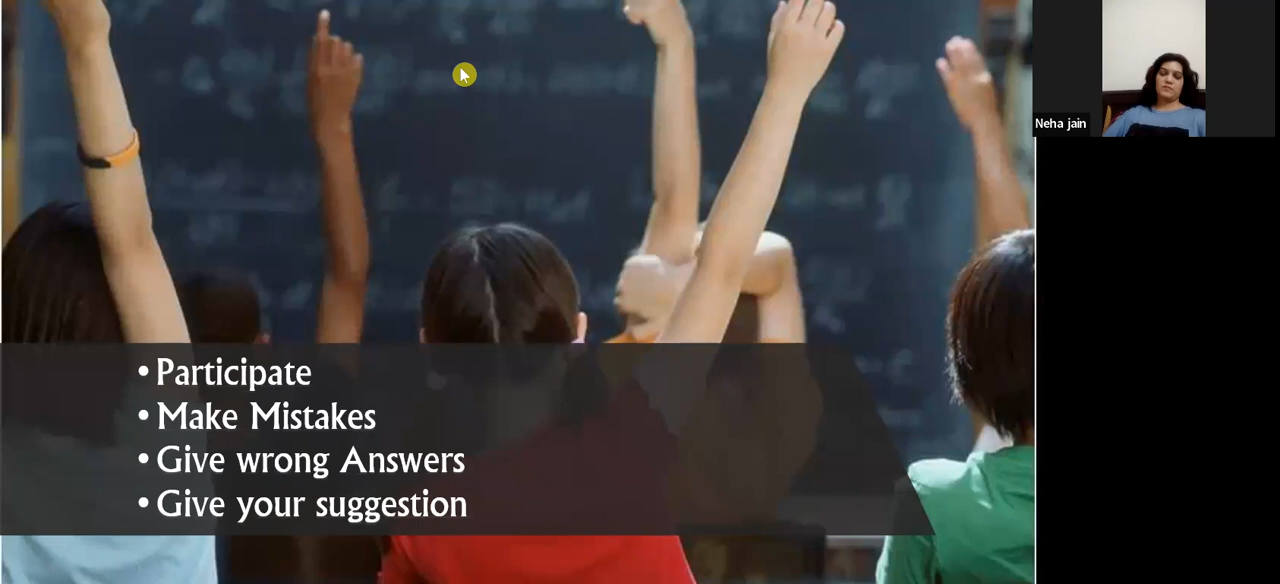 • Participate
• Make Mistakes
• Give wrong Answers
• Give your suggestion
Neha jain